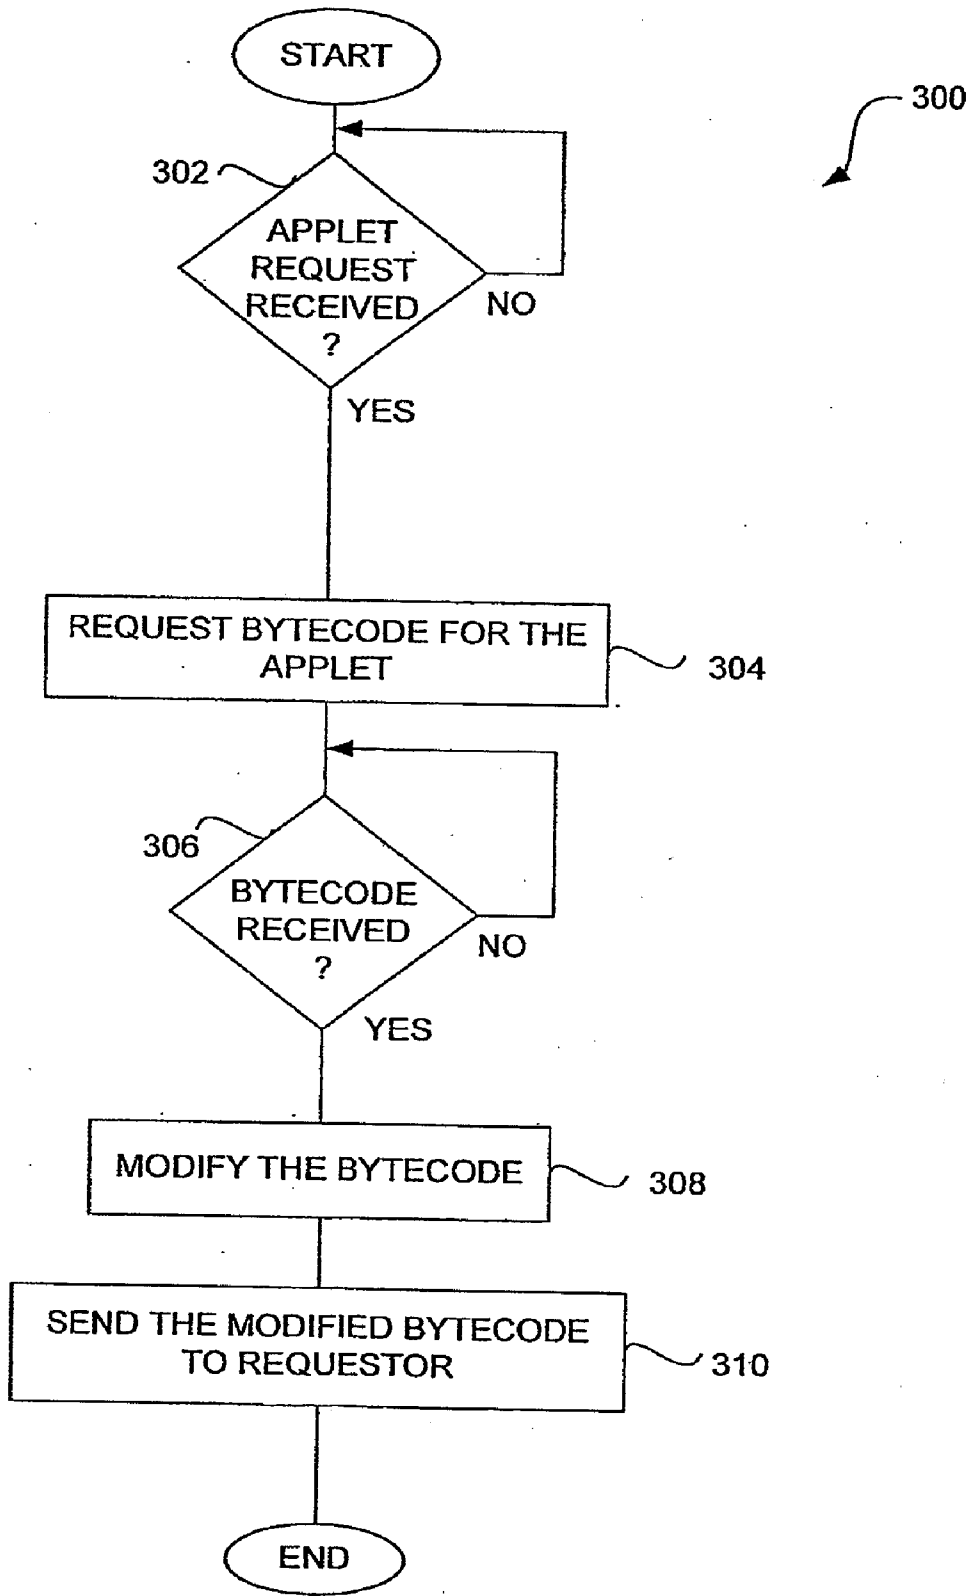 START
300
302
APPLET
REQUEST
RECEIVED
?
NO
YES
REQUEST BYTECODE FOR THE
APPLET
304
306
BYTECODE
RECEIVED
?
NO
YES
MODIFY THE BYTECODE
308
SEND THE MODIFIED BYTECODE
TO REQUESTOR
310
END